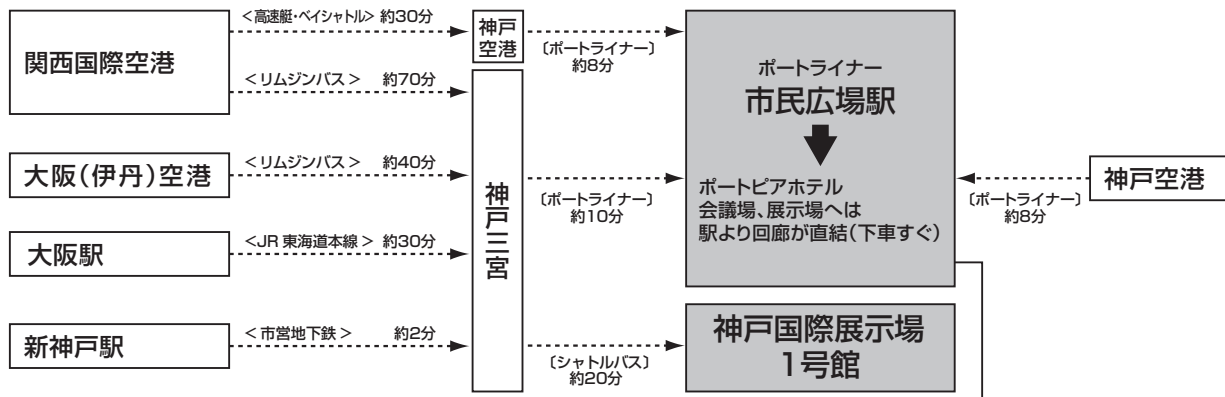 関西国際空港
<高速艇・ベイシャトル> 約30分
神戸
空港
〔ポートライナー〕
約8分
<リムジンバス> 約70分
大阪(伊丹)空港
<リムジンバス> 約40分
大阪駅
<JR 東海道本線> 約30分
新神戸駅
<市営地下鉄> 約2分
神戸三宮
〔ポートライナー〕
約10分
〔シャトルバス〕
約20分
ポートライナー
市民広場駅
ポートピアホテル
会議場、展示場へは
駅より回廊が直結(下車すぐ)
神戸国際展示場
1号館
神戸空港
〔ポートライナー〕
約8分